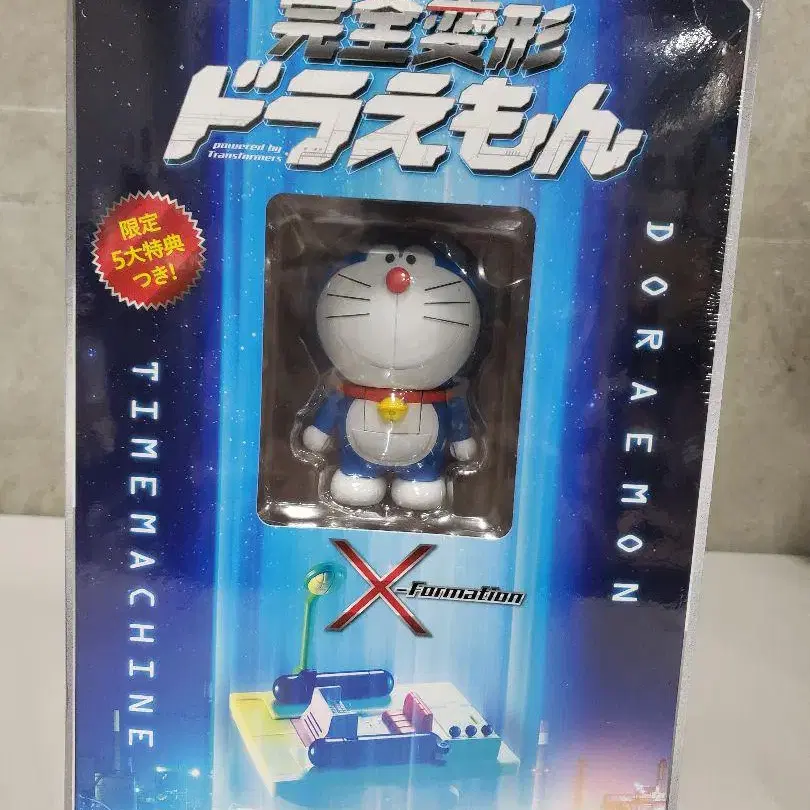 完全変形
ドラえもん
powered by
Transformers
限定
5大特典
つき!
DORAEMON
TIMEMACHINE
X-Formation